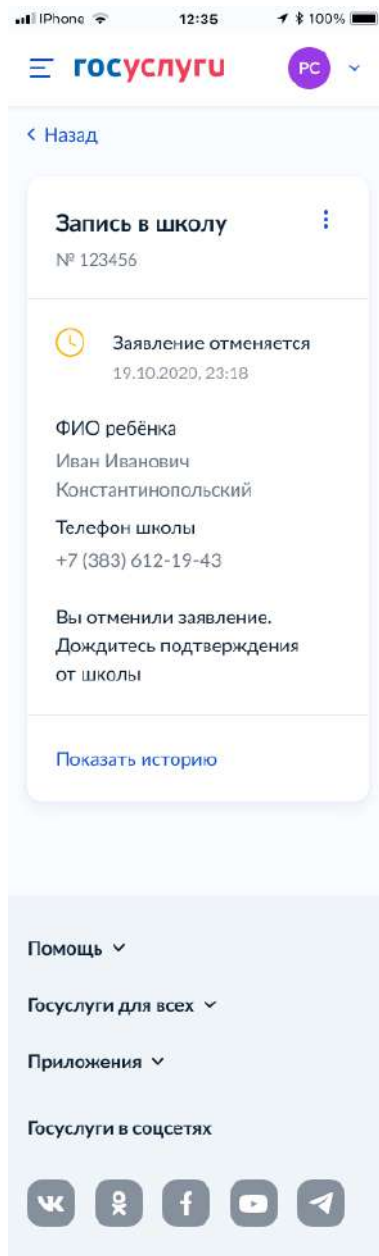 iPhone 12:35 100%
госуслуги РС
Назад
Запись в школу
№ 123456
Заявление отменяется
19.10.2020, 23:18
ФИО ребёнка
Иван Иванович
Константинопольский
Телефон школы
+7 (383) 612-19-43
Вы отменили заявление.
Дождитесь подтверждения
от школы
Показать историю
Помощь
Госуслуги для всех
Приложения
Госуслуги в соцсетях